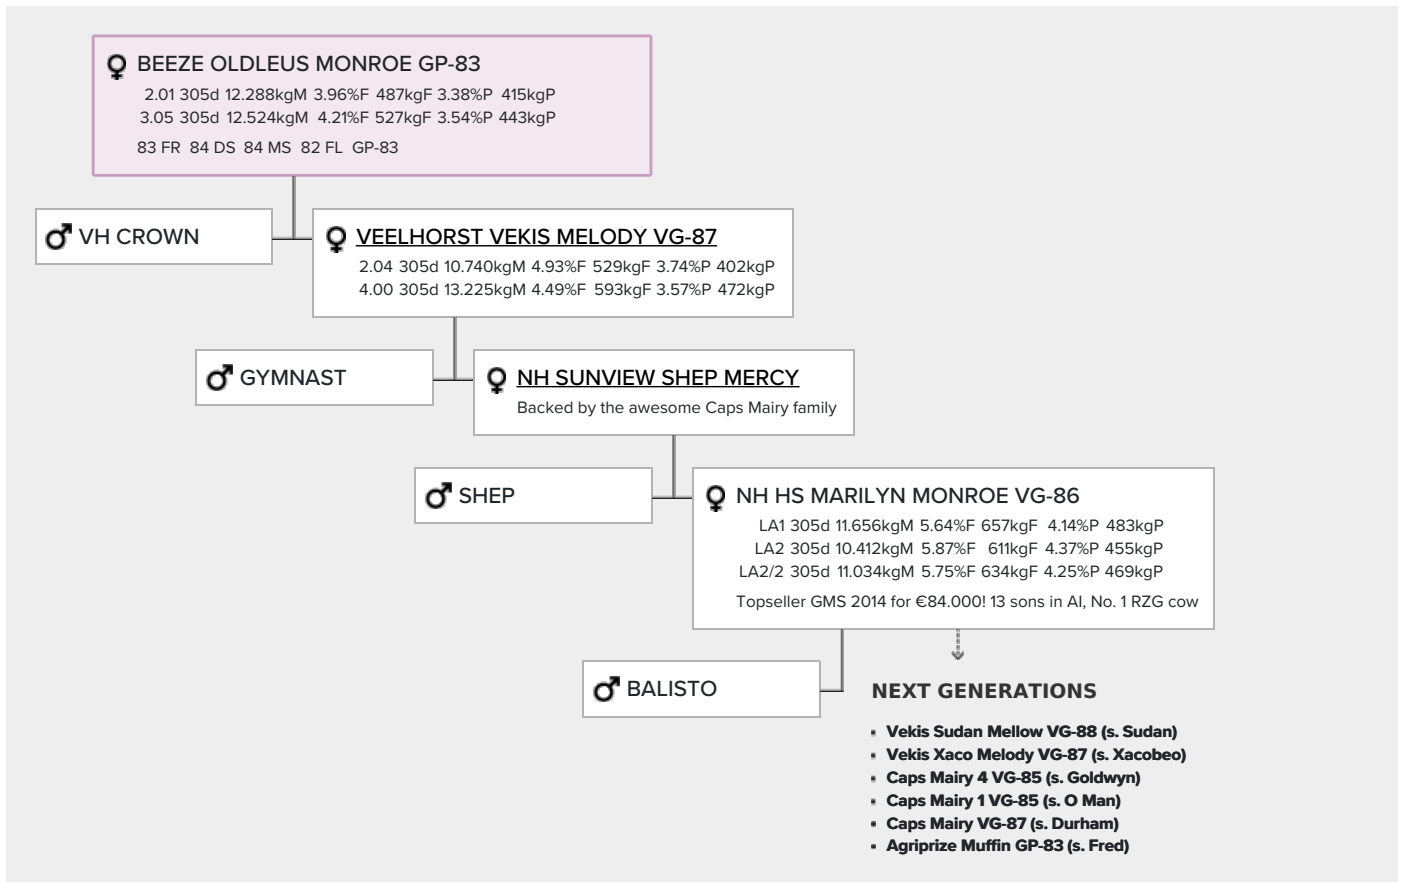 BEEZE OLDLEUS MONROE GP-83
2.01 305d 12.288kgM 3.96%F 487kgF 3.38%P 415kgP
3.05 305d 12.524kgM 4.21%F 527kgF 3.54%P 443kgP
83 FR 84 DS 84 MS 82 FL GP-83
VH CROWN
VEELHORST VEKIS MELODY VG-87
2.04 305d 10.740kgM 4.93%F 529kgF 3.74%P 402kgP
4.00 305d 13.225kgM 4.49%F 593kgF 3.57%P 472kgP
GYMNAST
NH SUNVIEW SHEP MERCY
Backed by the awesome Caps Mairy family
SHEP
NH HS MARILYN MONROE VG-86
LA1 305d 11.656kgM 5.64%F 657kgF 4.14%P 483kgP
LA2 305d 10.412kgM 5.87%F 611kgF 4.37%P 455kgP
LA2/2 305d 11.034kgM 5.75%F 634kgF 4.25%P 469kgP
Topseller GMS 2014 for €84.000! 13 sons in AI, No. 1 RZG cow
BALISTO
NEXT GENERATIONS
Vekis Sudan Mellow VG-88 (s. Sudan)
Vekis Xaco Melody VG-87 (s. Xacobeo)
Caps Mairy 4 VG-85 (s. Goldwyn)
Caps Mairy 1 VG-85 (s. O Man)
Caps Mairy VG-87 (s. Durham)
Agriprize Muffin GP-83 (s. Fred)